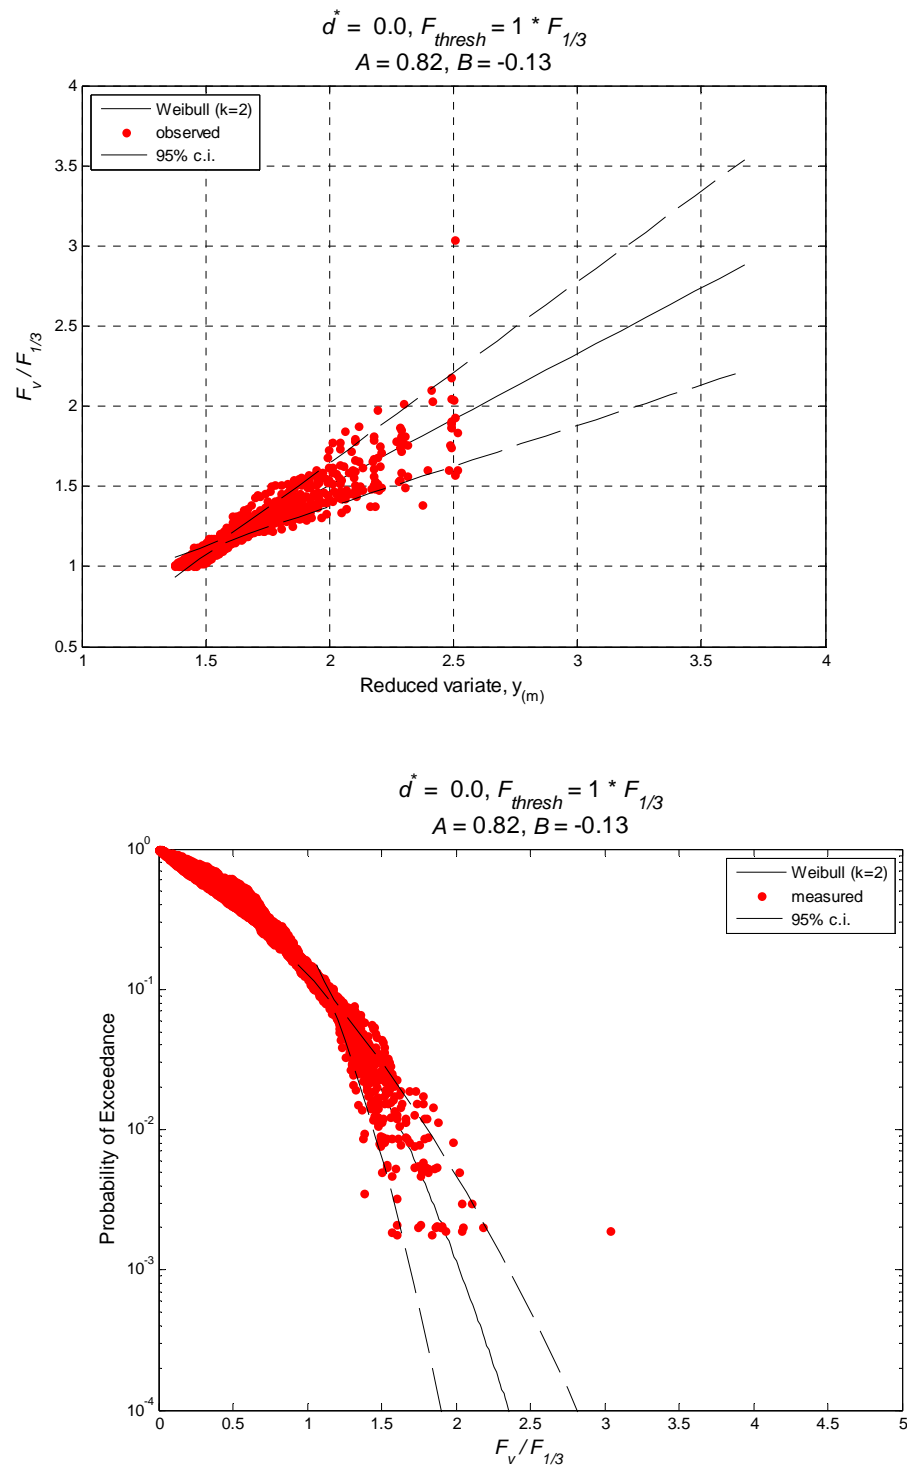 d* = 0.0, F_thresh = 1 * F_1/3
A = 0.82, B = -0.13
4
Weibull (k=2)
observed
95% c.i.
3.5
3
2.5
2
1.5
1
0.5
F_v / F_1/3
1 1.5 2 2.5 3 3.5 4
Reduced variate, y_(m)
d* = 0.0, F_thresh = 1 * F_1/3
A = 0.82, B = -0.13
10^0
Weibull (k=2)
measured
95% c.i.
10^-1
10^-2
10^-3
10^-4
Probability of Exceedance
0 0.5 1 1.5 2 2.5 3 3.5 4 4.5 5
F_v / F_1/3